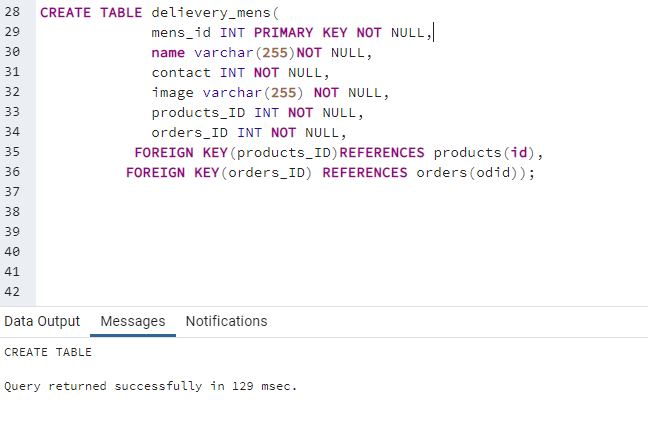 28 CREATE TABLE delievery_mens(
29 mens_id INT PRIMARY KEY NOT NULL,
30 name varchar(255)NOT NULL,
31 contact INT NOT NULL,
32 image varchar(255) NOT NULL,
33 products_ID INT NOT NULL,
34 orders_ID INT NOT NULL,
35 FOREIGN KEY(products_ID)REFERENCES products(id),
36 FOREIGN KEY(orders_ID) REFERENCES orders(odid));
37
38
39
40
41
42
Data Output Messages Notifications
CREATE TABLE
Query returned successfully in 129 msec.